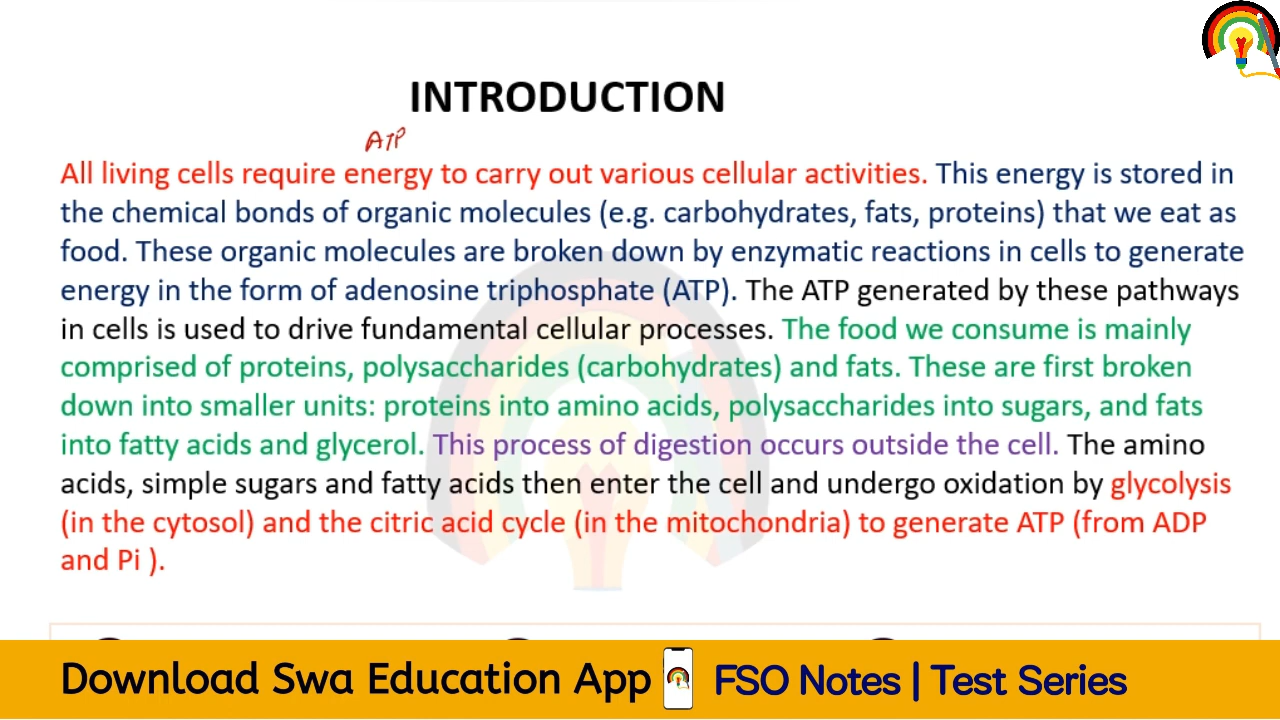 INTRODUCTION
ATP
All living cells require energy to carry out various cellular activities. This energy is stored in
the chemical bonds of organic molecules (e.g. carbohydrates, fats, proteins) that we eat as
food. These organic molecules are broken down by enzymatic reactions in cells to generate
energy in the form of adenosine triphosphate (ATP). The ATP generated by these pathways
in cells is used to drive fundamental cellular processes. The food we consume is mainly
comprised of proteins, polysaccharides (carbohydrates) and fats. These are first broken
down into smaller units: proteins into amino acids, polysaccharides into sugars, and fats
into fatty acids and glycerol. This process of digestion occurs outside the cell. The amino
acids, simple sugars and fatty acids then enter the cell and undergo oxidation by glycolysis
(in the cytosol) and the citric acid cycle (in the mitochondria) to generate ATP (from ADP
and Pi ).
Download Swa Education App FSO Notes | Test Series